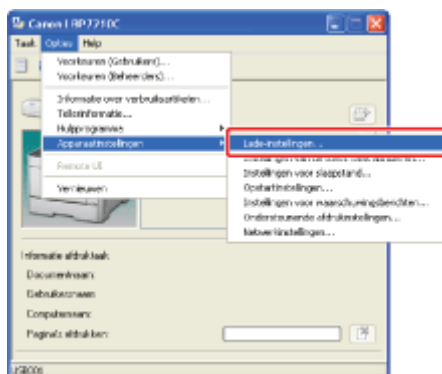 Canon LBP7210C
Taak Opties Help
Voorkeuren (Gebruikers)...
Voorkeuren (Beheerders)...
Informatie over verbruiksartikelen...
Tellerinformatie...
Hulpprogramma
Apparaatinstellingen
Remote UI
Vernieuwen
Lade-instellingen...
Instellingen voor slaapstand...
Opstartinstellingen...
Instellingen voor waarschuwingsberichten...
Ondersteunende afdrukinstellingen...
Netwerkinstellingen...
Informatie afdruktaak
Documentnaam:
Gebruikersnaam:
Computernaam:
Pagina's afdrukken:
USB001